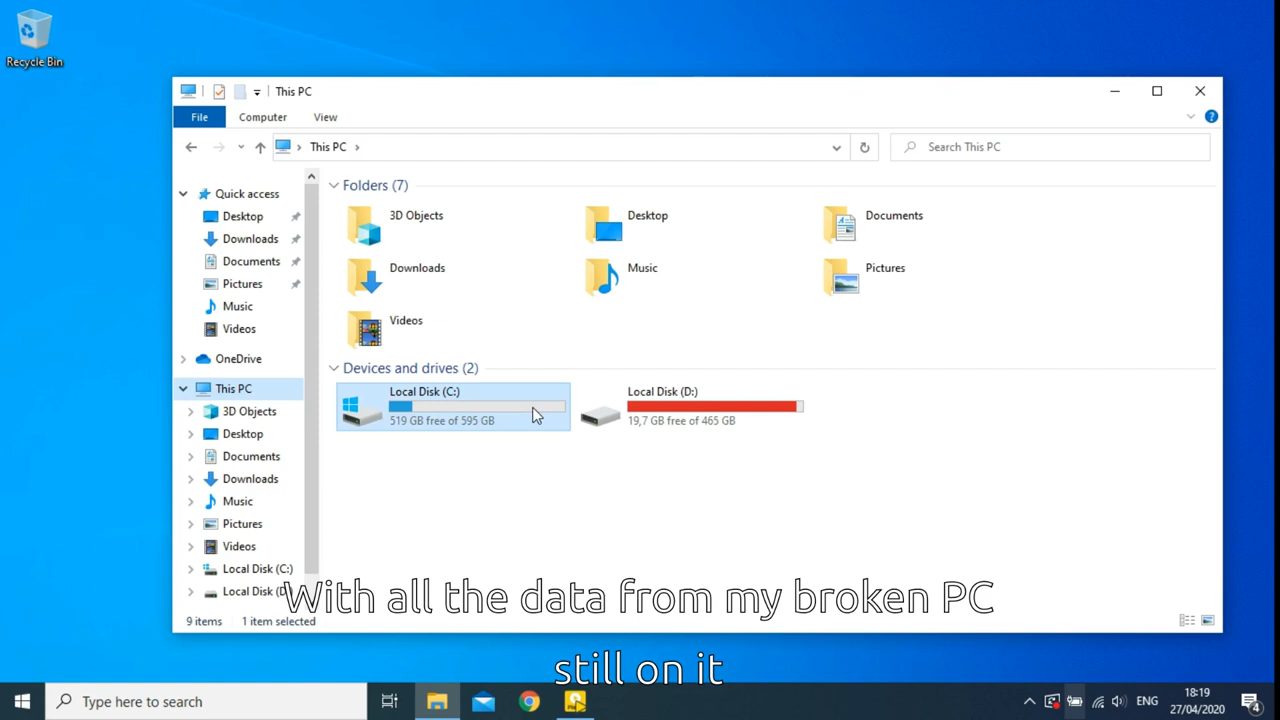 Recycle Bin
This PC
File Computer View
This PC
Search This PC
Quick access
Desktop
Downloads
Documents
Pictures
Music
Videos
OneDrive
This PC
3D Objects
Desktop
Documents
Downloads
Music
Pictures
Videos
Local Disk (C:)
Local Disk (D:)
Folders (7)
3D Objects
Desktop
Documents
Downloads
Music
Pictures
Videos
Devices and drives (2)
Local Disk (C:)
519 GB free of 595 GB
Local Disk (D:)
19,7 GB free of 465 GB
With all the data from my broken PC
still on it
9 items 1 item selected
Type here to search
ENG
18:19
27/04/2020
4